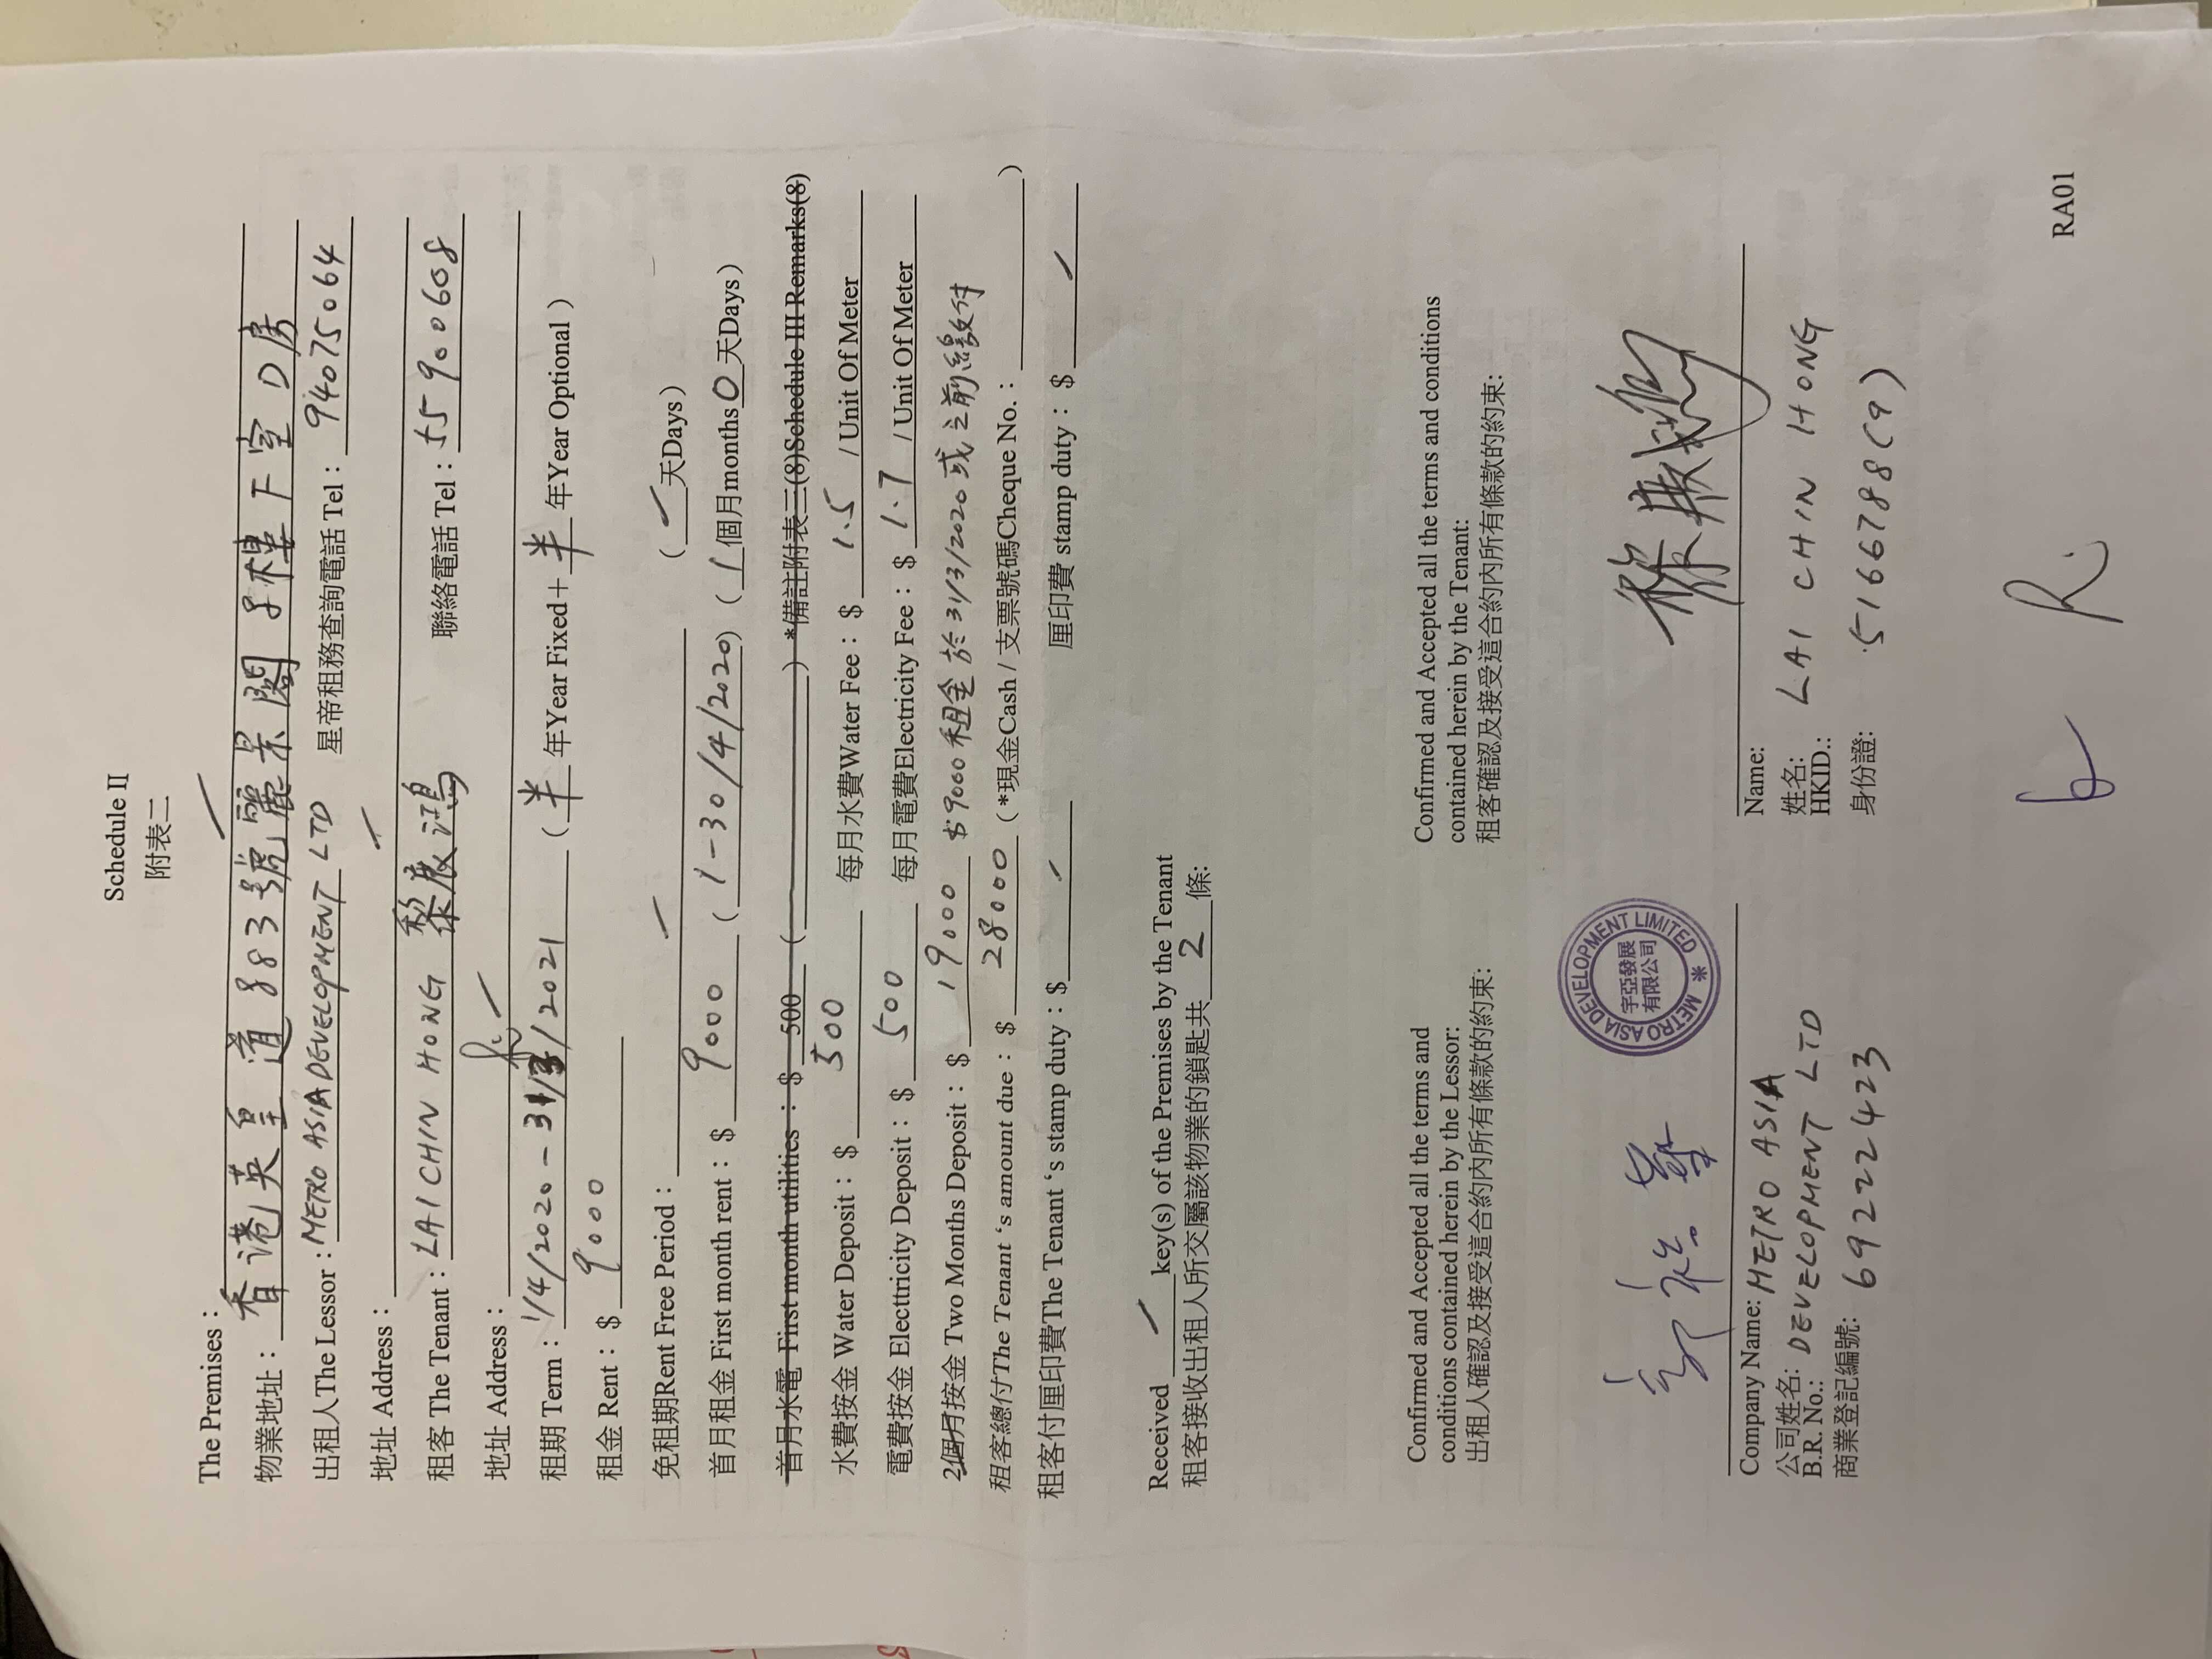 Schedule II
附表二
The Premises：
物業地址： 香港英皇道883號麗景閣8樓F室D房
出租人The Lessor：METRO ASIA DEVELOPMENT LTD 星帝租務查詢電話 Tel： 94075064
地址 Address：
租客 The Tenant：LAI CHIN HONG 黎展鴻 聯絡電話 Tel：55900608
地址 Address：
租期 Term：1/4/2020 - 31/3/2021 （半年Year Fixed＋半年Year Optional）
租金 Rent：$ 9000
免租期Rent Free Period： （ 天Days）
首月租金 First month rent：$ 9000 （1-30/4/2020）（1個月months 0天Days）
首月水電 First month utilities：$ 500 （ ）*備註附表三(8)Schedule III Remarks(8)
水費按金 Water Deposit：$ 500 每月水費Water Fee：$ 1.5 / Unit Of Meter
電費按金 Electtricity Deposit：$ 500 每月電費Electricity Fee：$ 1.7 / Unit Of Meter
2個月按金 Two Months Deposit：$ 19000 $9000租金於31/3/2020或之前繳付
租客總付The Tenant‘s amount due：$ 28000（*現金Cash / 支票號碼Cheque No.： ）
租客付厘印費The Tenant‘s stamp duty：$ 厘印費 stamp duty：$
Received key(s) of the Premises by the Tenant
租客接收出租人所交屬該物業的鎖匙共 2 條:
Confirmed and Accepted all the terms and
conditions contained herein by the Lessor:
出租人確認及接受這合約內所有條款的約束:
Confirmed and Accepted all the terms and conditions
contained herein by the Tenant:
租客確認及接受這合約內所有條款的約束:
METRO ASIA DEVELOPMENT LIMITED
宇亞發展
有限公司
Company Name: METRO ASIA
公司姓名: DEVELOPMENT LTD
B.R. No.:
商業登記編號: 69222423
Name:
姓名: LAI CHIN HONG
HKID.:
身份證: S166788(9)
RA01